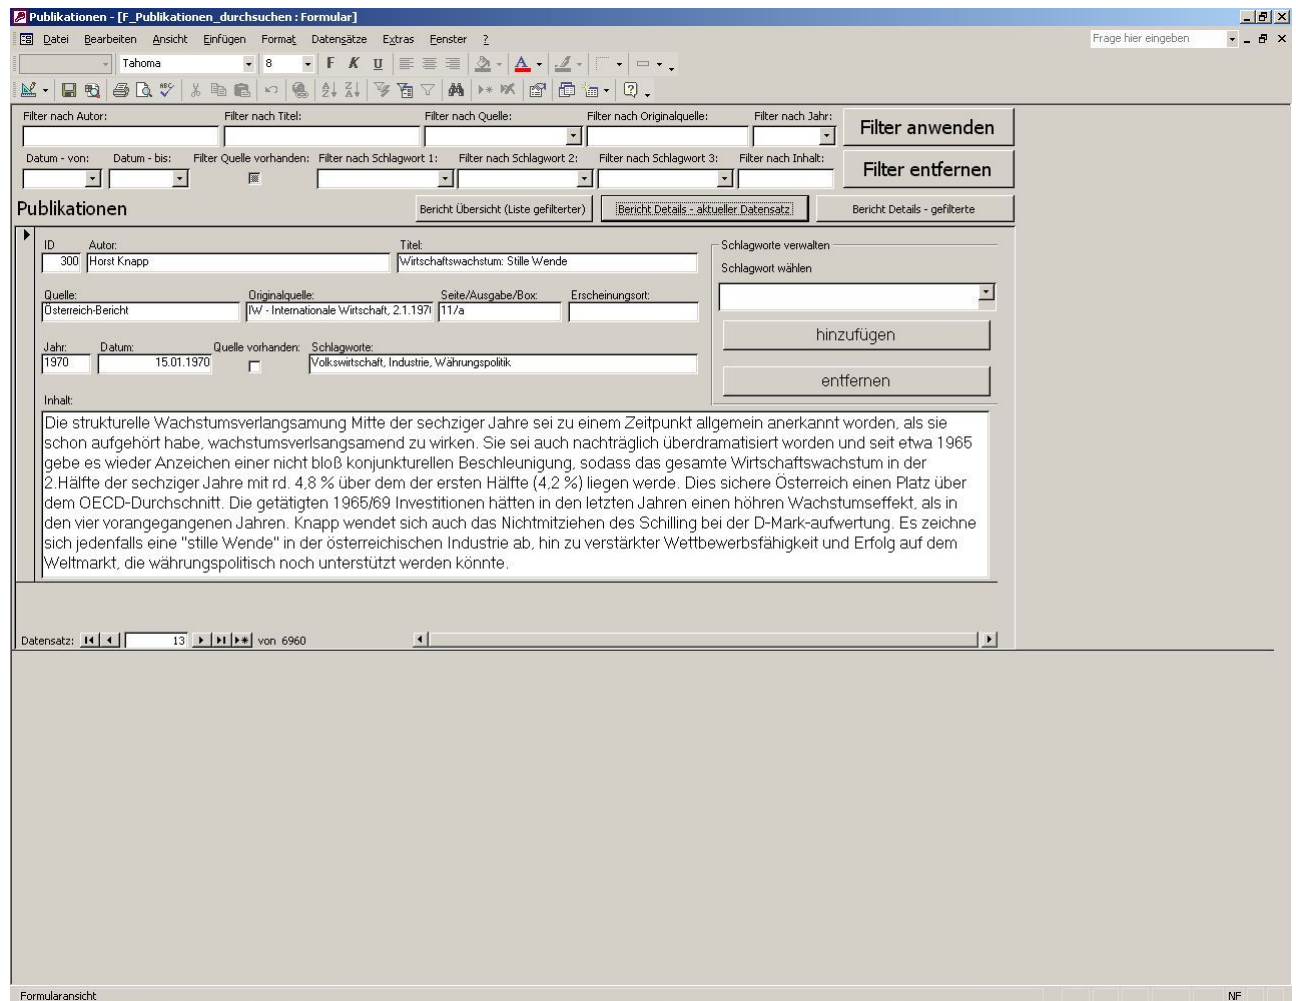 Publikationen - [F_Publikationen_durchsuchen : Formular]
Datei Bearbeiten Ansicht Einfügen Format Datensätze Extras Fenster ? Frage hier eingeben
Tahoma 8 F K U A
Filter nach Autor: Filter nach Titel: Filter nach Quelle: Filter nach Originalquelle: Filter nach Jahr: Filter anwenden
Datum - von: Datum - bis: Filter Quelle vorhanden: Filter nach Schlagwort 1: Filter nach Schlagwort 2: Filter nach Schlagwort 3: Filter nach Inhalt: Filter entfernen
Publikationen Bericht Übersicht (Liste gefilterter) Bericht Details - aktueller Datensatz Bericht Details - gefilterte
ID Autor: Titel: Schlagworte verwalten
300 Horst Knapp Wirtschaftswachstum: Stille Wende
Schlagwort wählen
Quelle: Originalquelle: Seite/Ausgabe/Box: Erscheinungsort:
Österreich-Bericht IW - Internationale Wirtschaft, 2.1.1970 11/a
hinzufügen
Jahr: Datum: Quelle vorhanden: Schlagworte:
1970 15.01.1970 Volkswirtschaft, Industrie, Währungspolitik
entfernen
Inhalt:
Die strukturelle Wachstumsverlangsamung Mitte der sechziger Jahre sei zu einem Zeitpunkt allgemein anerkannt worden, als sie
schon aufgehört habe, wachstumsverlsangsamend zu wirken. Sie sei auch nachträglich überdramatisiert worden und seit etwa 1965
gebe es wieder Anzeichen einer nicht bloß konjunkturellen Beschleunigung, sodass das gesamte Wirtschaftswachstum in der
2.Hälfte der sechziger Jahre mit rd. 4,8 % über dem der ersten Hälfte (4,2 %) liegen werde. Dies sichere Österreich einen Platz über
dem OECD-Durchschnitt. Die getätigten 1965/69 Investitionen hätten in den letzten Jahren einen höhren Wachstumseffekt, als in
den vier vorangegangenen Jahren. Knapp wendet sich auch das Nichtmitziehen des Schilling bei der D-Mark-aufwertung. Es zeichne
sich jedenfalls eine "stille Wende" in der österreichischen Industrie ab, hin zu verstärkter Wettbewerbsfähigkeit und Erfolg auf dem
Weltmarkt, die währungspolitisch noch unterstützt werden könnte.
Datensatz: 13 von 6960
Formularansicht NF